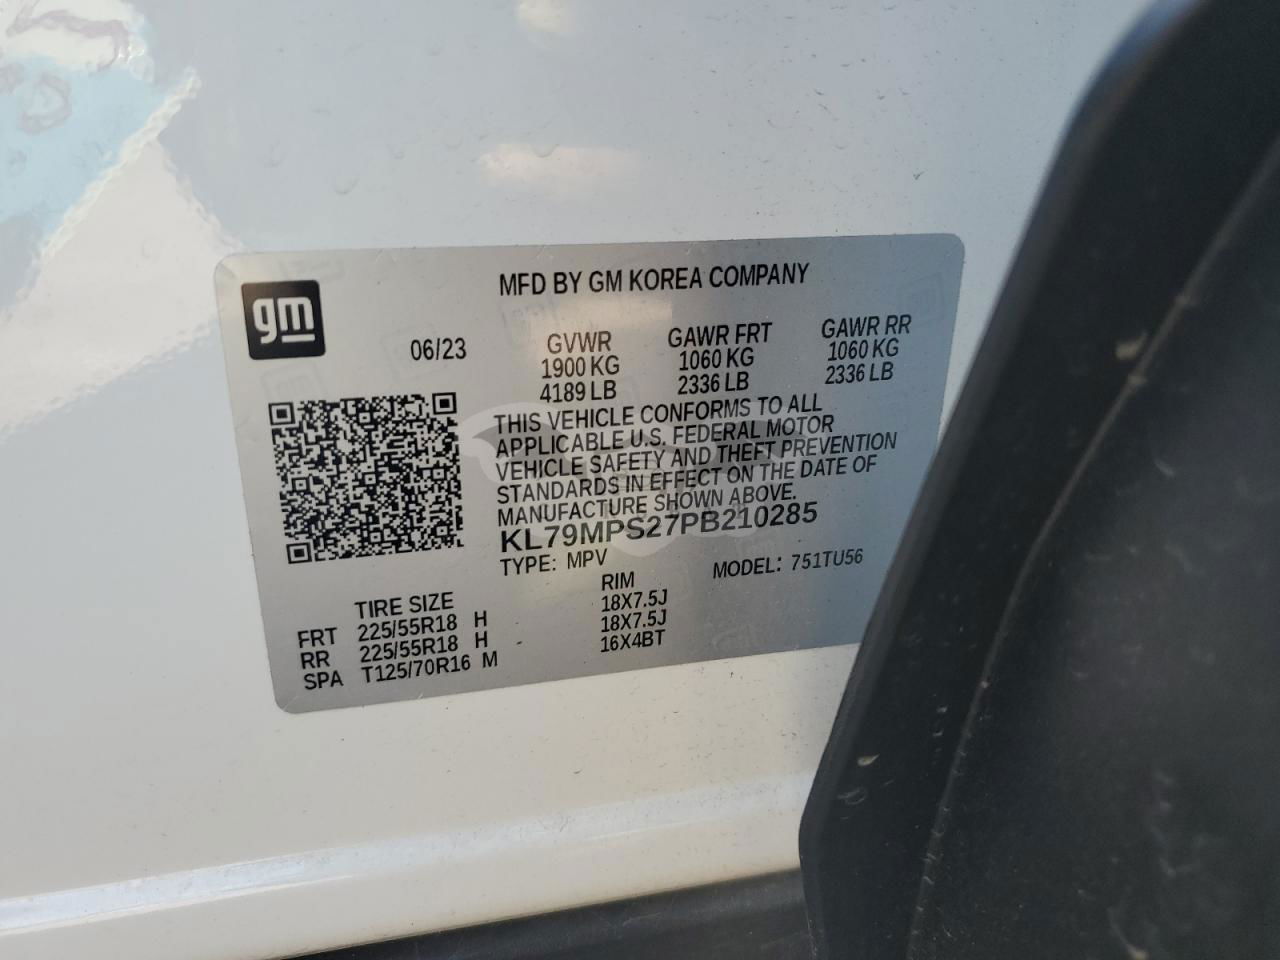 MFD BY GM KOREA COMPANY
gm
06/23
GVWR GAWR FRT GAWR RR
1900 KG 1060 KG 1060 KG
4189 LB 2336 LB 2336 LB
THIS VEHICLE CONFORMS TO ALL
APPLICABLE U.S. FEDERAL MOTOR
VEHICLE SAFETY AND THEFT PREVENTION
STANDARDS IN EFFECT ON THE DATE OF
MANUFACTURE SHOWN ABOVE.
KL79MPS27PB210285
TYPE: MPV MODEL: 751TU56
TIRE SIZE RIM
FRT 225/55R18 H 18X7.5J
RR 225/55R18 H 18X7.5J
SPA T125/70R16 M 16X4BT